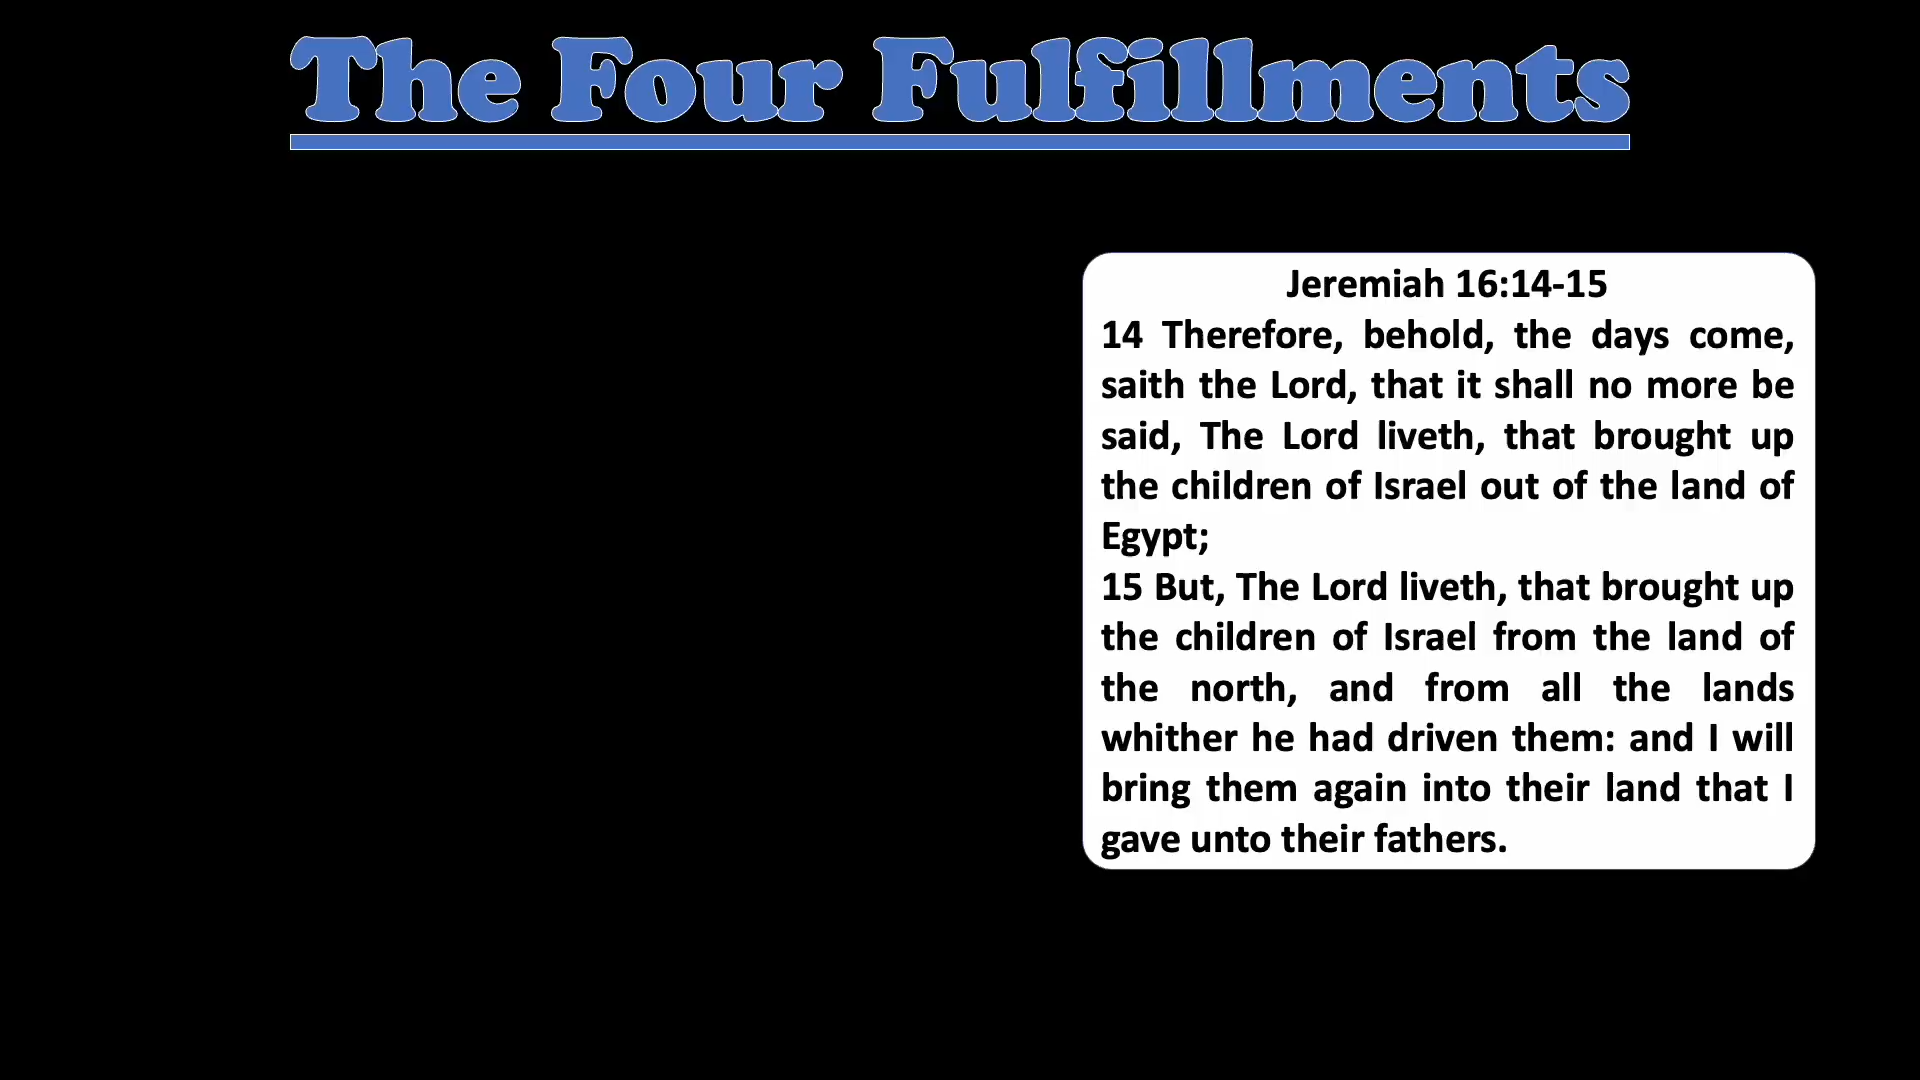 The Four Fulfillments
Jeremiah 16:14-15
14 Therefore, behold, the days come,
saith the Lord, that it shall no more be
said, The Lord liveth, that brought up
the children of Israel out of the land of
Egypt;
15 But, The Lord liveth, that brought up
the children of Israel from the land of
the north, and from all the lands
whither he had driven them: and I will
bring them again into their land that I
gave unto their fathers.